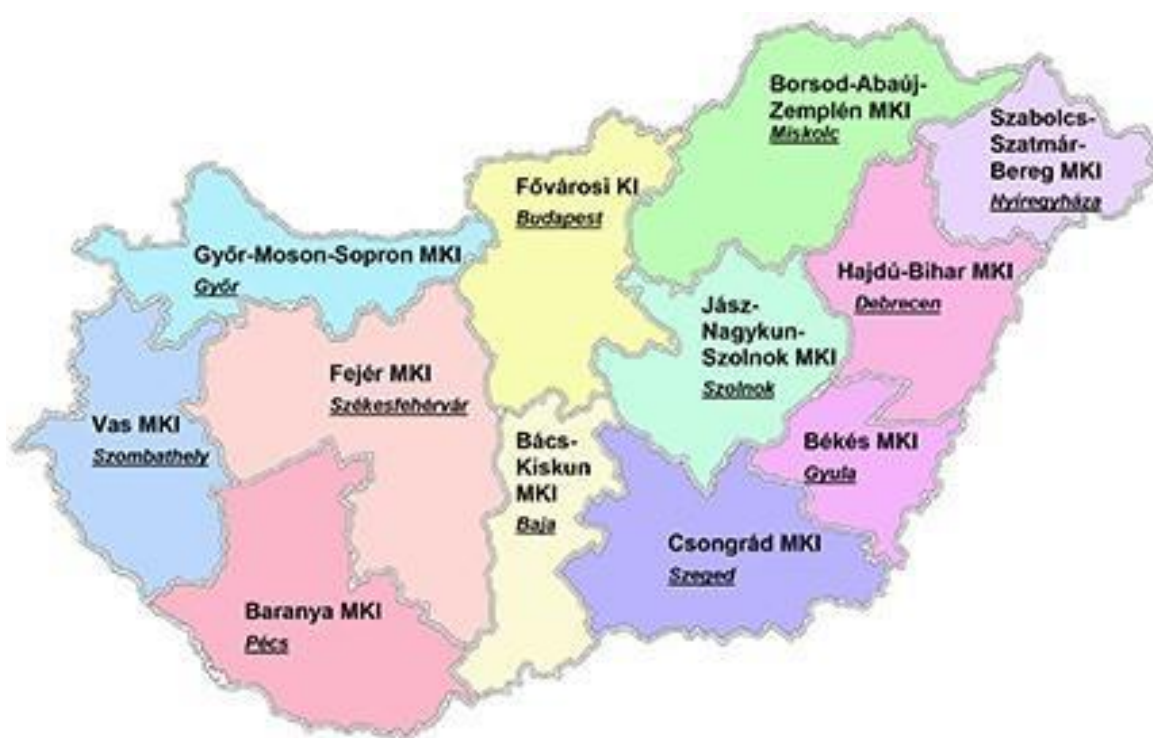 Borsod-Abaúj-
Zemplén MKI
Miskolc
Szabolcs-
Szatmár-
Bereg MKI
Nyíregyháza
Fővárosi KI
Budapest
Győr-Moson-Sopron MKI
Győr
Hajdú-Bihar MKI
Debrecen
Jász-
Nagykun-
Szolnok MKI
Szolnok
Fejér MKI
Székesfehérvár
Vas MKI
Szombathely
Bács-
Kiskun
MKI
Baja
Békés MKI
Gyula
Csongrád MKI
Szeged
Baranya MKI
Pécs